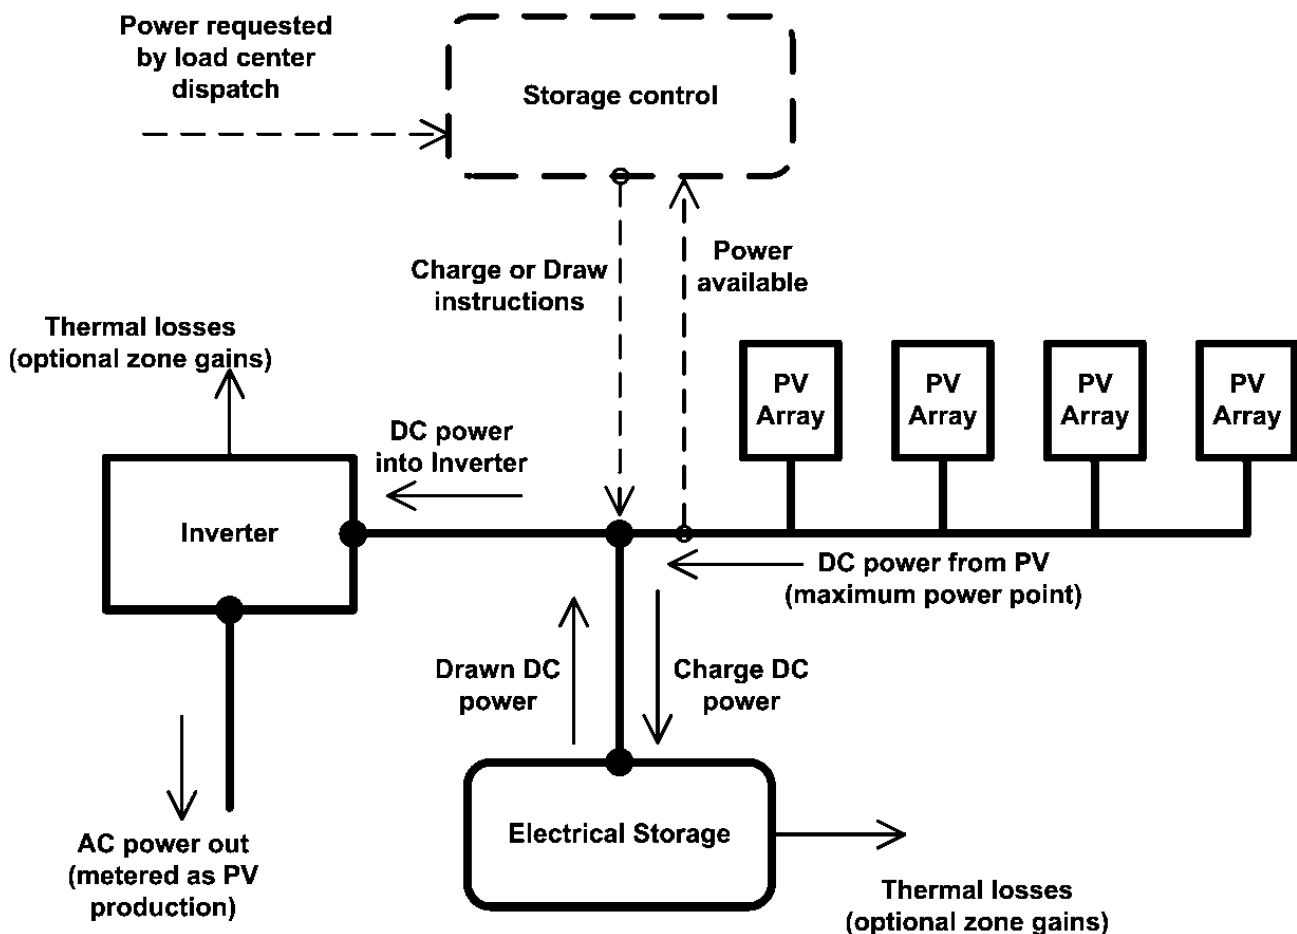 Power requested
by load center
dispatch
Storage control
Charge or Draw
instructions
Power
available
Thermal losses
(optional zone gains)
PV
Array
PV
Array
PV
Array
PV
Array
DC power
into Inverter
Inverter
DC power from PV
(maximum power point)
Drawn DC
power
Charge DC
power
AC power out
(metered as PV
production)
Electrical Storage
Thermal losses
(optional zone gains)